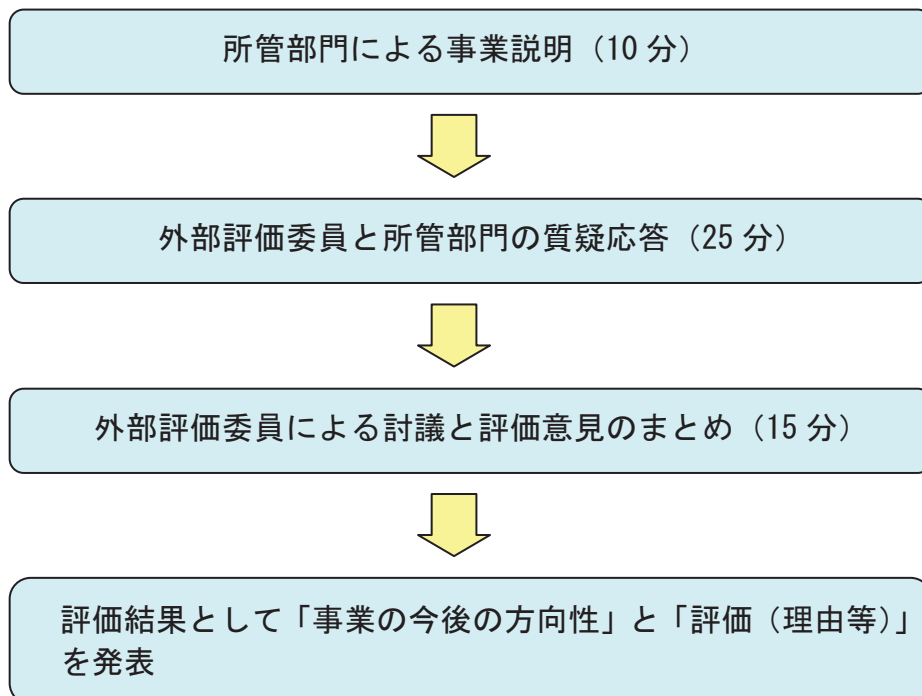 所管部門による事業説明（10 分）
外部評価委員と所管部門の質疑応答（25 分）
外部評価委員による討議と評価意見のまとめ（15 分）
評価結果として「事業の今後の方向性」と「評価（理由等）」
を発表